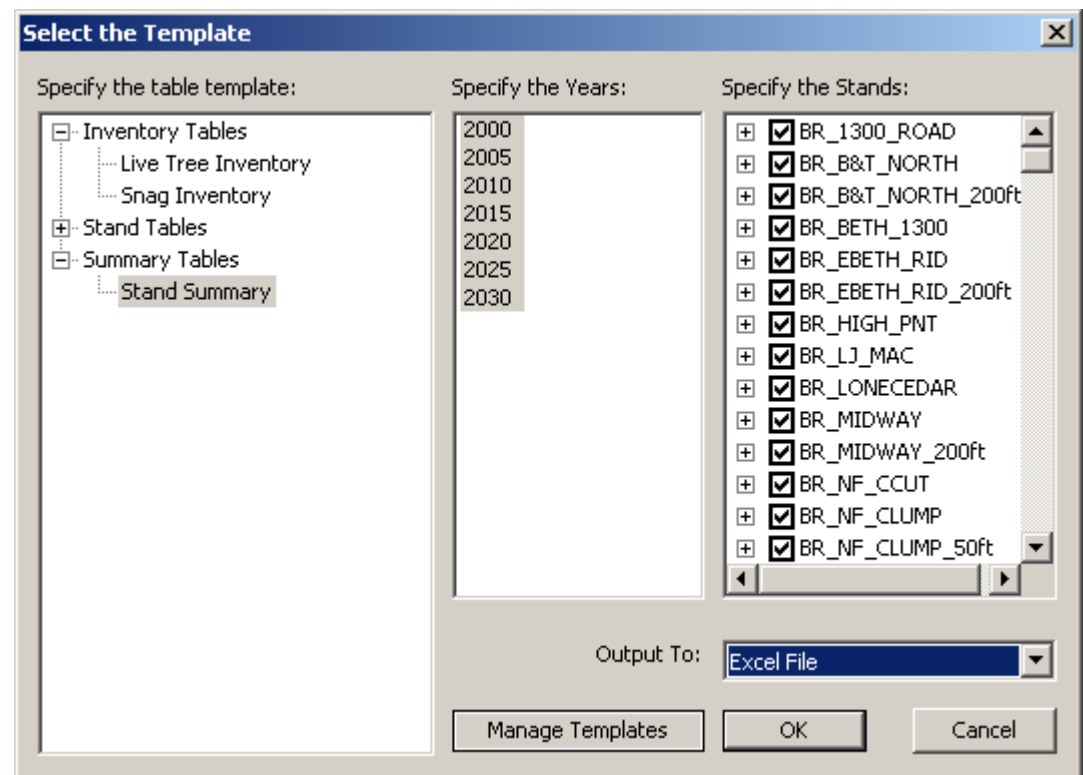 Select the Template
Specify the table template:
Inventory Tables
Live Tree Inventory
Snag Inventory
Stand Tables
Summary Tables
Stand Summary
Specify the Years:
2000
2005
2010
2015
2020
2025
2030
Specify the Stands:
BR_1300_ROAD
BR_B&T_NORTH
BR_B&T_NORTH_200ft
BR_BETH_1300
BR_EBETH_RID
BR_EBETH_RID_200ft
BR_HIGH_PNT
BR_LJ_MAC
BR_LONECEDAR
BR_MIDWAY
BR_MIDWAY_200ft
BR_NF_CCUT
BR_NF_CLUMP
BR_NF_CLUMP_50ft
Output To:
Excel File
Manage Templates
OK
Cancel